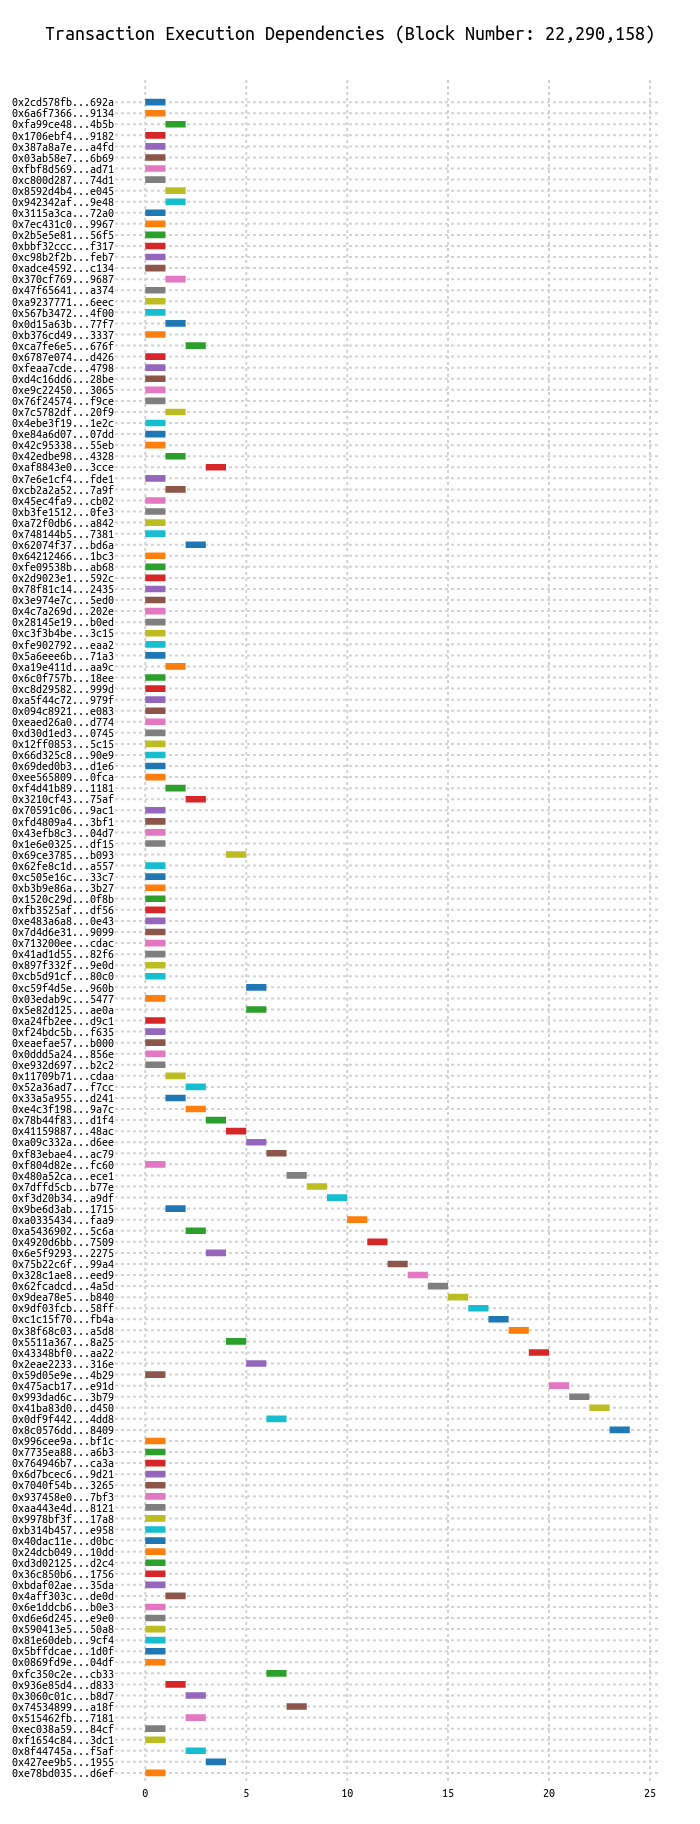 Transaction Execution Dependencies (Block Number: 22,290,158)
0x2cd578fb...692a
0x6a6f7366...9134
0xfa99ce48...4b5b
0x1706ebf4...9182
0x387a8a7e...a4fd
0x03ab58e7...6b69
0xfbf8d569...ad71
0xc800d287...74d1
0x8592d4b4...e045
0x942342af...9e48
0x3115a3ca...72a0
0x7ec431c0...9967
0x2b5e5e81...56f5
0xbbf32ccc...f317
0xc98b2f2b...feb7
0xadce4592...c134
0x370cf769...9687
0x47f65641...a374
0xa9237771...6eec
0x567b3472...4f00
0x0d15a63b...77f7
0xb376cd49...3337
0xca7fe6e5...676f
0x6787e074...d426
0xfeaa7cde...4798
0xd4c16dd6...28be
0xe9c22450...3065
0x76f24574...f9ce
0x7c5782df...20f9
0x4ebe3f19...1e2c
0xe84a6d07...07dd
0x42c95338...55eb
0x42edbe98...4328
0xaf8843e0...3cce
0x7e6e1cf4...fde1
0xcb2a2a52...7a9f
0x45ec4fa9...cb02
0xb3fe1512...0fe3
0xa72f0db6...a842
0x748144b5...7381
0x62074f37...bd6a
0x64212466...1bc3
0xfe09538b...ab68
0x2d9023e1...592c
0x78f81c14...2435
0x3e974e7c...5ed0
0x4c7a269d...202e
0x28145e19...b0ed
0xc3f3b4be...3c15
0xfe902792...eaa2
0x5a6eee6b...71a3
0xa19e411d...aa9c
0x6c0f757b...18ee
0xc8d29582...999d
0xa5f44c72...979f
0x094c8921...e083
0xeaed26a0...d774
0xd30d1ed3...0745
0x12ff0853...5c15
0x66d325c8...90e9
0x69ded0b3...d1e6
0xee565809...0fca
0xf4d41b89...1181
0x3210cf43...75af
0x70591c06...9ac1
0xfd4809a4...3bf1
0x43efb8c3...04d7
0x1e6e0325...df15
0x69ce3785...b093
0x62fe8c1d...a557
0xc505e16c...33c7
0xb3b9e86a...3b27
0x1520c29d...0f8b
0xfb3525af...df56
0xe483a6a8...0e43
0x7d4d6e31...9099
0x713200ee...cdac
0x41ad1d55...82f6
0x897f332f...9e0d
0xcb5d91cf...80c0
0xc59f4d5e...960b
0x03edab9c...5477
0x5e82d125...ae0a
0xa24fb2ee...d9c1
0xf24bdc5b...f635
0xeaefae57...b000
0x0ddd5a24...856e
0xe932d697...b2c2
0x11709b71...cdaa
0x52a36ad7...f7cc
0x33a5a955...d241
0xe4c3f198...9a7c
0x78b44f83...d1f4
0x41159887...48ac
0xa09c332a...d6ee
0xf83ebae4...ac79
0xf804d82e...fc60
0x480a52ca...ece1
0x7dffd5cb...b77e
0xf3d20b34...a9df
0x9be6d3ab...1715
0xa0335434...faa9
0xa5436902...5c6a
0x4920d6bb...7509
0x6e5f9293...2275
0x75b22c6f...99a4
0x328c1ae8...eed9
0x62fcadcd...4a5d
0x9dea78e5...b840
0x9df03fcb...58ff
0xc1c15f70...fb4a
0x38f68c03...a5d8
0x5511a367...8a25
0x43348bf0...aa22
0x2eae2233...316e
0x59d05e9e...4b29
0x475acb17...e91d
0x993dad6c...3b79
0x41ba83d0...d450
0x0df9f442...4dd8
0x8c0576dd...8409
0x996cee9a...bf1c
0x7735ea88...a6b3
0x764946b7...ca3a
0x6d7bcec6...9d21
0x7040f54b...3265
0x937458e0...7bf3
0xaa443e4d...8121
0x9978bf3f...17a8
0xb314b457...e958
0x40dac11e...d0bc
0x24dcb049...10dd
0xd3d02125...d2c4
0x36c850b6...1756
0xbdaf02ae...35da
0x4aff303c...de0d
0x6e1ddcb6...b0e3
0xd6e6d245...e9e0
0x590413e5...50a8
0x81e60deb...9cf4
0x5bffdcae...1d0f
0x0869fd9e...04df
0xfc350c2e...cb33
0x936e85d4...d833
0x3060c01c...b8d7
0x74534899...a18f
0x515462fb...7181
0xec038a59...84cf
0xf1654c84...3dc1
0x8f44745a...f5af
0x427ee9b5...1955
0xe78bd035...d6ef
0 5 10 15 20 25